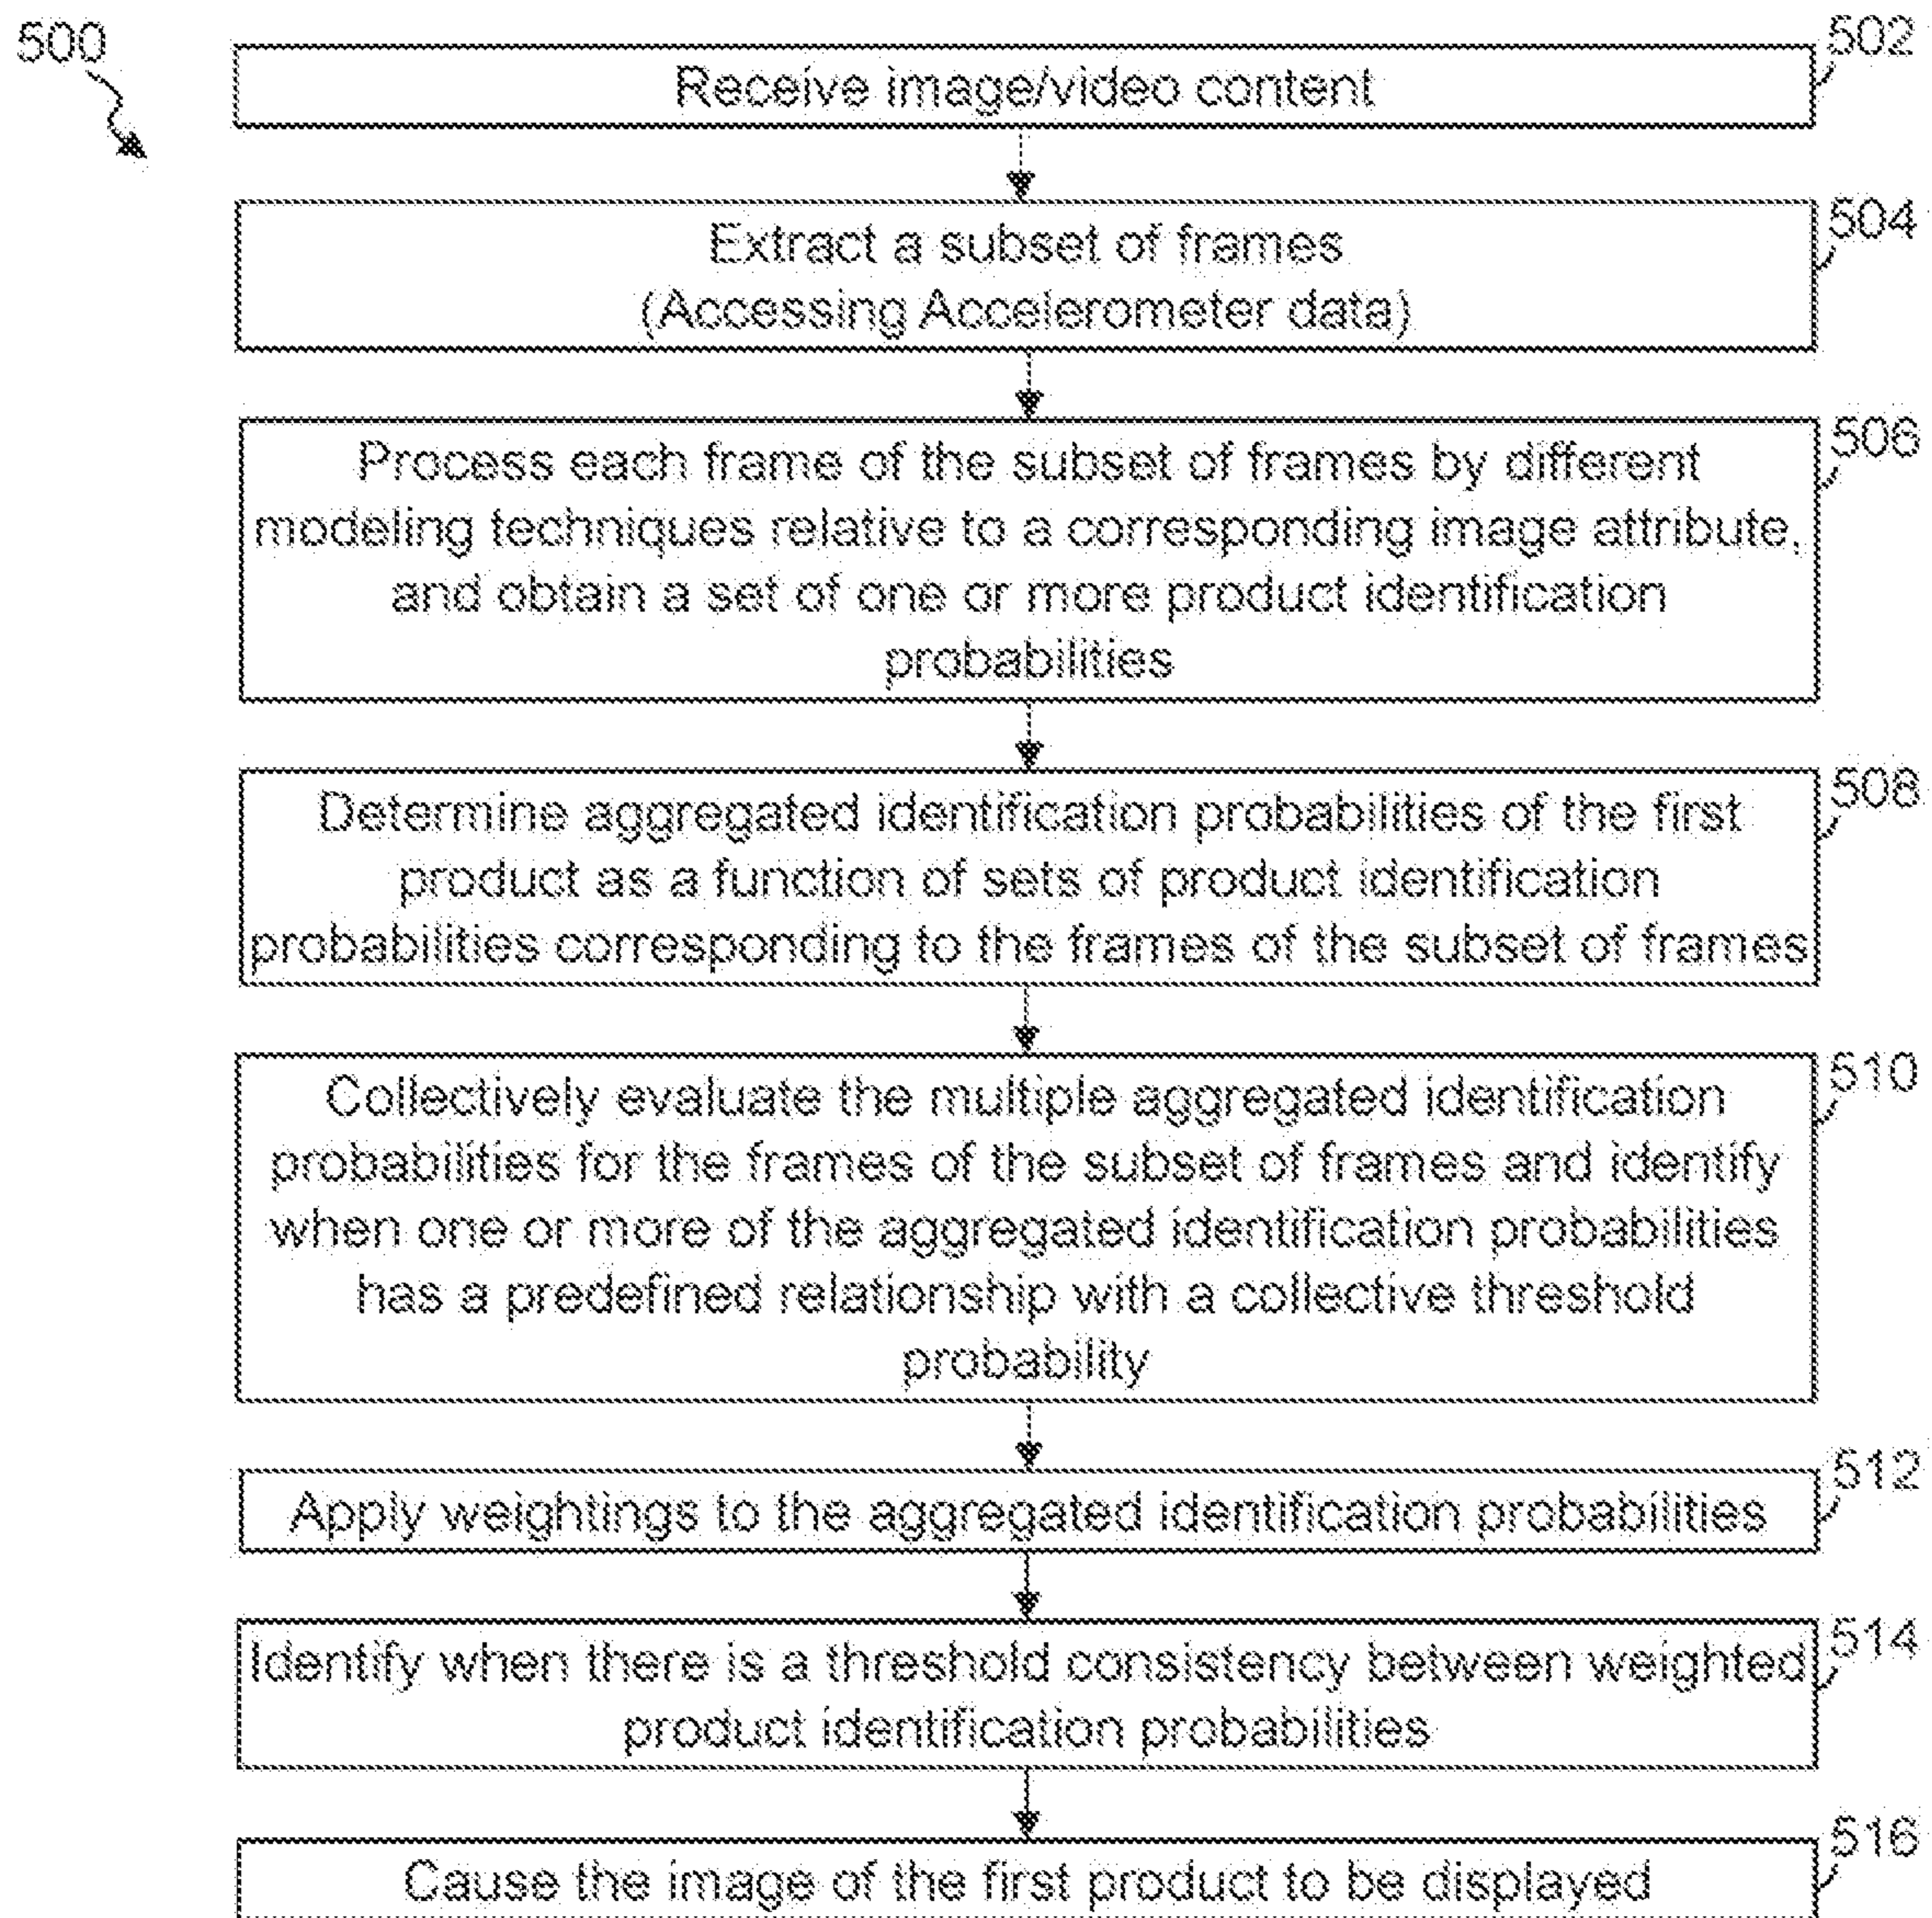 500
502
Receive image/video content
504
Extract a subset of frames
(Accessing Accelerometer data)
506
Process each frame of the subset of frames by different
modeling techniques relative to a corresponding image attribute,
and obtain a set of one or more product identification
probabilities
508
Determine aggregated identification probabilities of the first
product as a function of sets of product identification
probabilities corresponding to the frames of the subset of frames
510
Collectively evaluate the multiple aggregated identification
probabilities for the frames of the subset of frames and identify
when one or more of the aggregated identification probabilities
has a predefined relationship with a collective threshold
probability
512
Apply weightings to the aggregated identification probabilities
514
Identify when there is a threshold consistency between weighted
product identification probabilities
516
Cause the image of the first product to be displayed